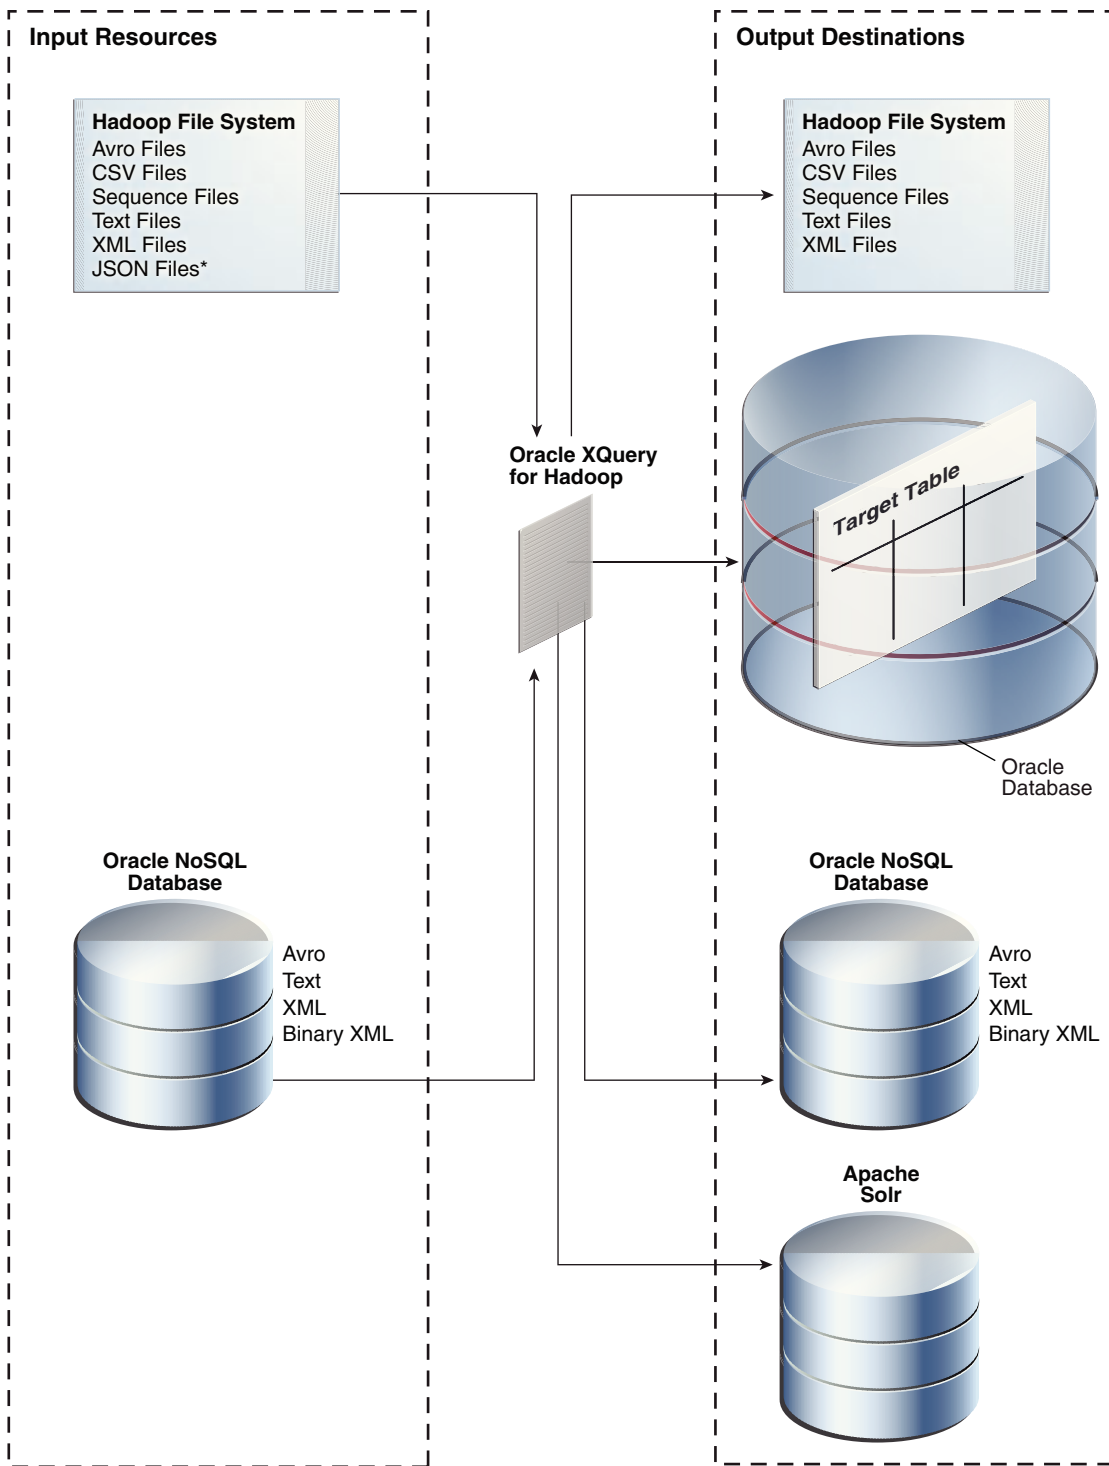 Input Resources
Hadoop File System
Avro Files
CSV Files
Sequence Files
Text Files
XML Files
JSON Files*
Oracle NoSQL
Database
Avro
Text
XML
Binary XML
Oracle XQuery
for Hadoop
Output Destinations
Hadoop File System
Avro Files
CSV Files
Sequence Files
Text Files
XML Files
Target Table
Oracle
Database
Oracle NoSQL
Database
Avro
Text
XML
Binary XML
Apache
Solr